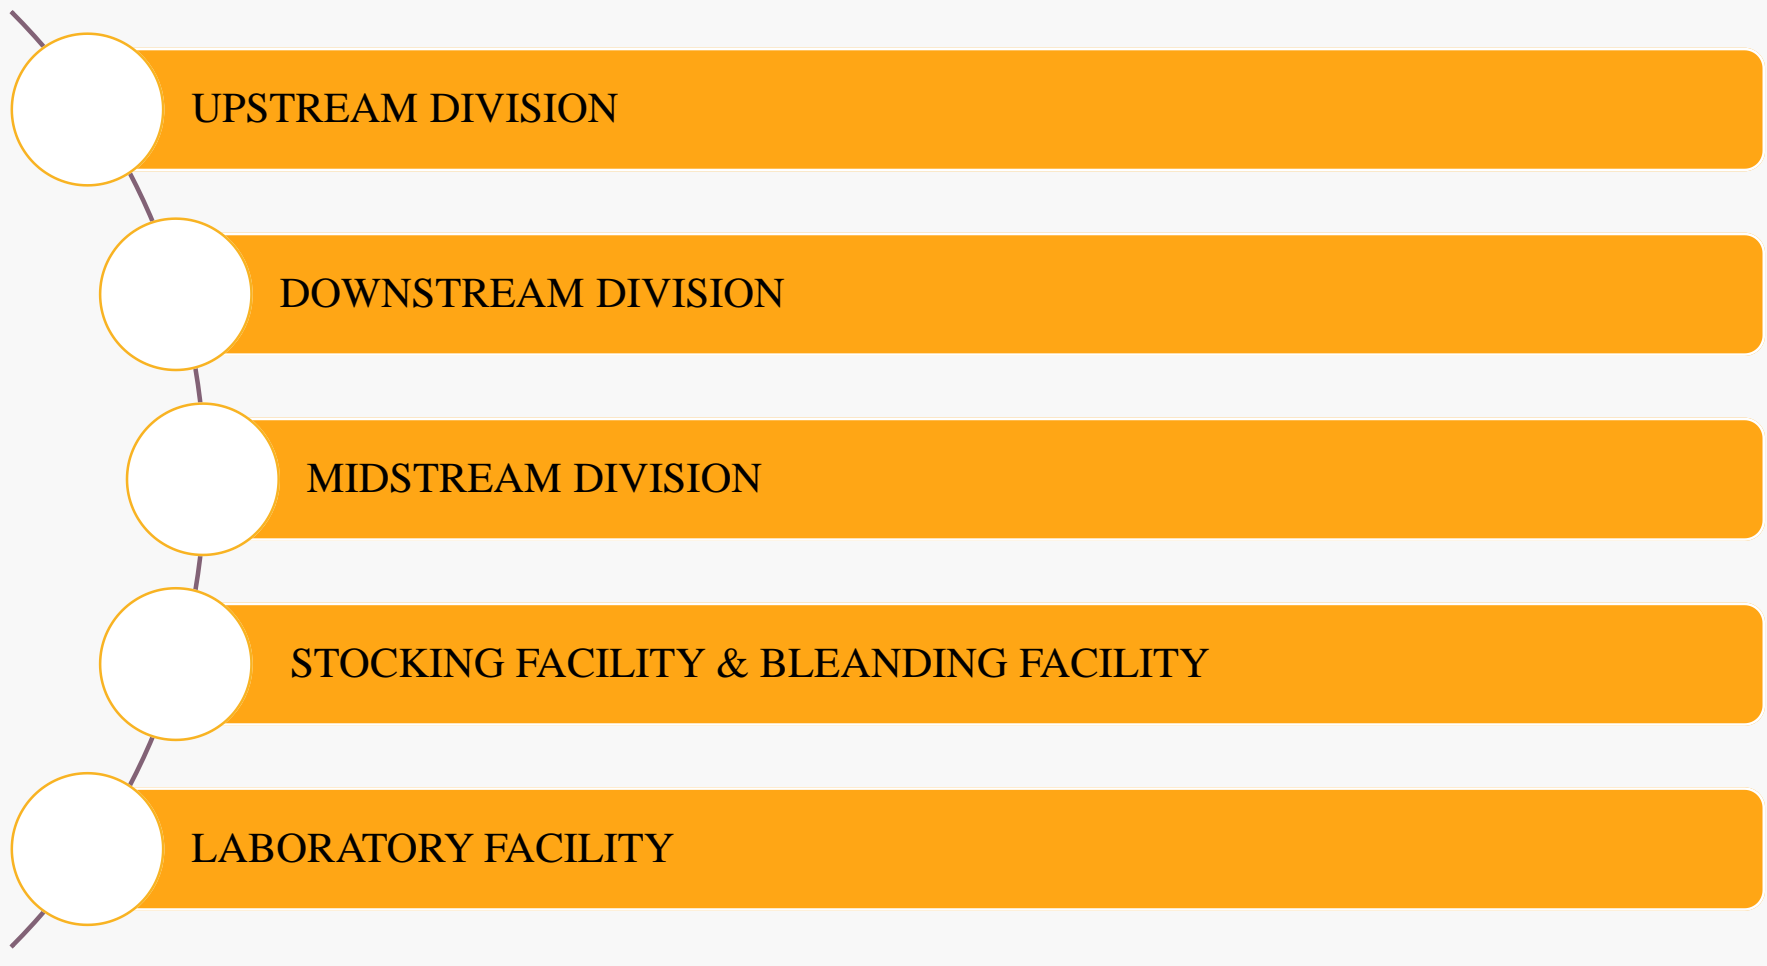 UPSTREAM DIVISION
DOWNSTREAM DIVISION
MIDSTREAM DIVISION
STOCKING FACILITY & BLEANDING FACILITY
LABORATORY FACILITY